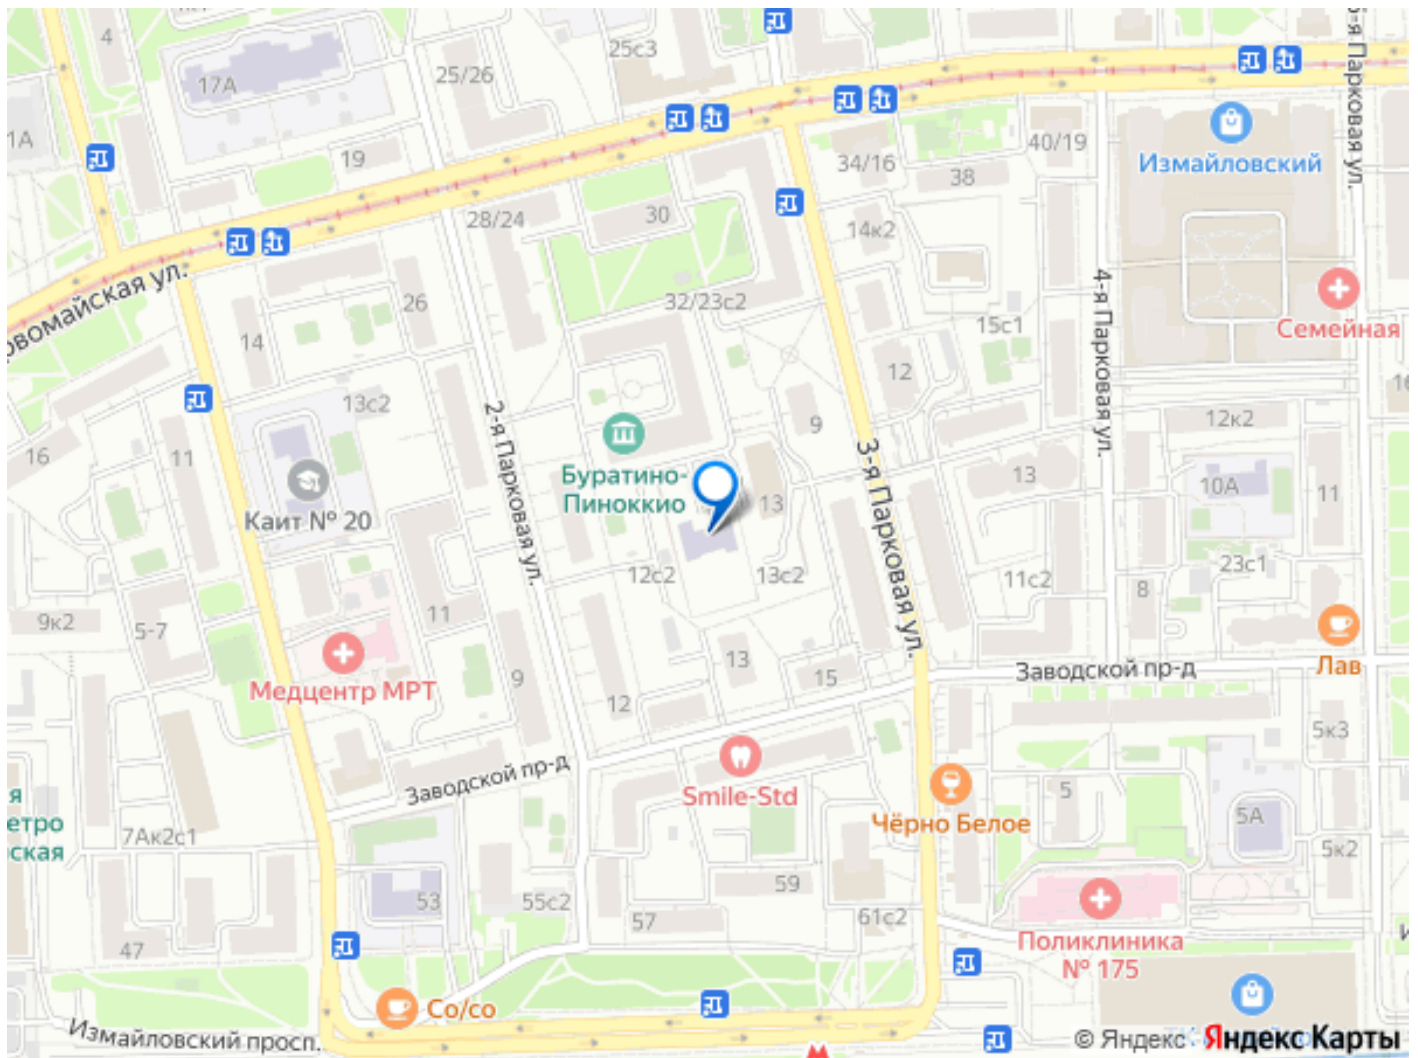 4
17А
25/26
25с3
1А
19
28/24
30
34/16
38
40/19
Измайловский
5-я Парковая ул.
14к2
4-я Парковая ул.
Семейная
рвомайская ул.
14
26
32/23с2
15с1
12
13с2
2-я Парковая ул.
9
3-я Парковая ул.
12к2
16
11
Буратино-
Пиноккио
13
13
10А
11
Каит № 20
12с2
13с2
11с2
23с1
8
9к2
5-7
11
Медцентр МРТ
9
13
15
12
Заводской пр-д
Лав
5к3
Заводской пр-д
Smile-Std
Чёрно Белое
5
5А
5к2
я
етро
ская
7Ак2с1
53
55с2
57
59
61с2
47
Поликлиника
№ 175
Co/co
Измайловский просп.
© Яндекс Яндекс Карты